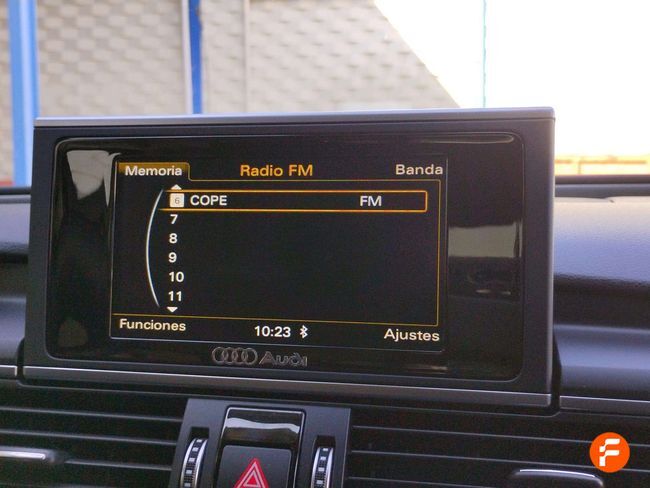 Memoria Radio FM Banda
6 COPE FM
7
8
9
10
11
Funciones 10:23 Ajustes
Audi
F